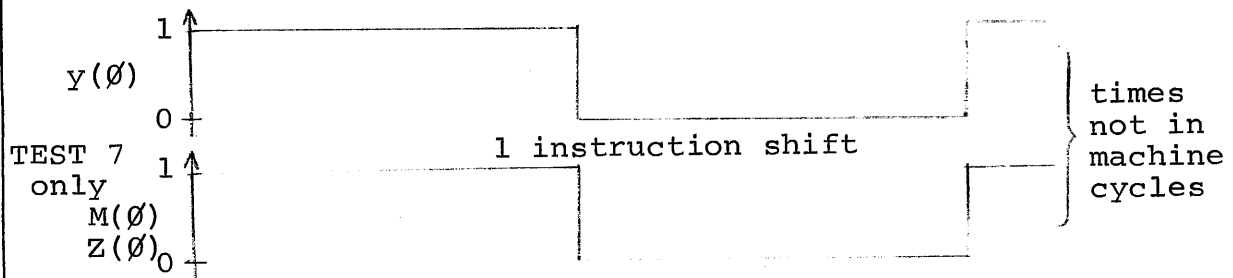 1
y(Ø)
0
times
not in
machine
cycles
1 instruction shift
TEST 7
only
1
M(Ø)
Z(Ø)
0